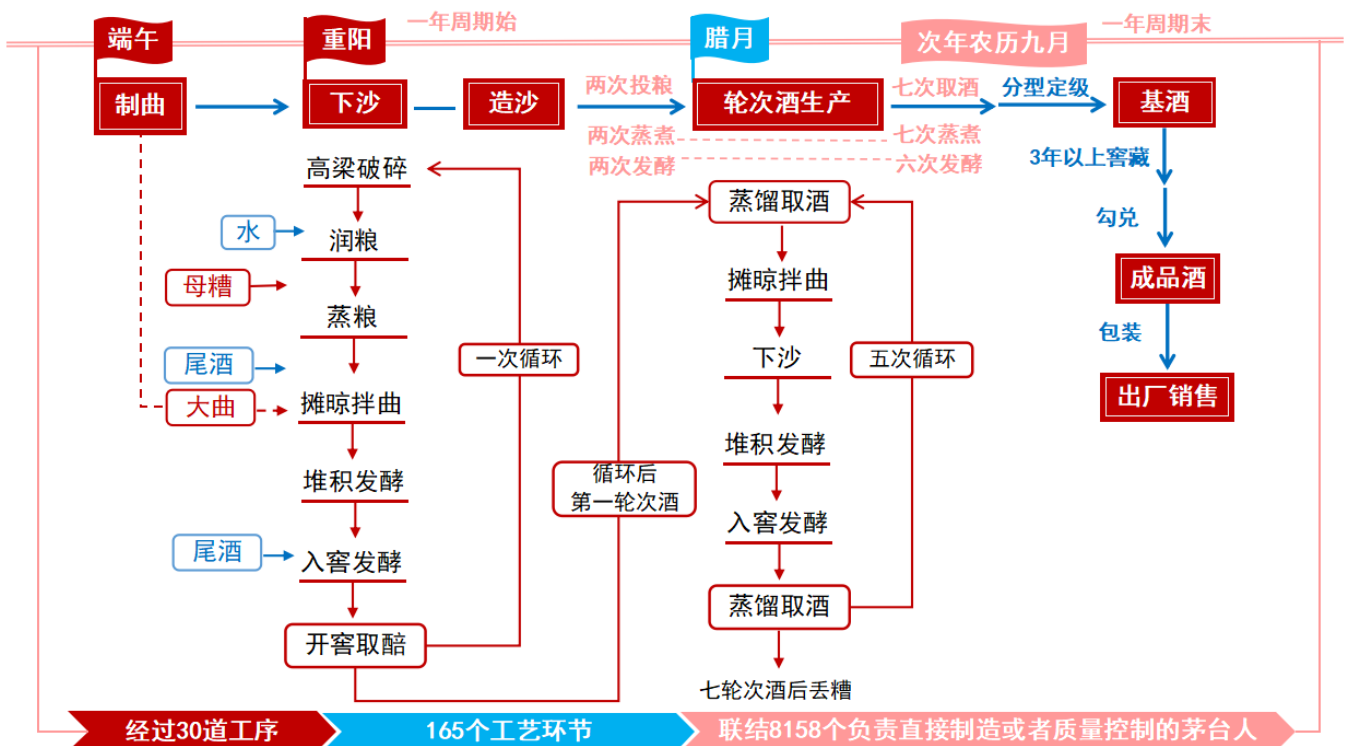 一年周期始
一年周期末
端午
重阳
腊月
次年农历九月
制曲
下沙
造沙
两次投粮
轮次酒生产
七次取酒
分型定级
基酒
两次蒸煮
七次蒸煮
两次发酵
六次发酵
3年以上窖藏
勾兑
成品酒
包装
出厂销售
高梁破碎
水
润粮
母糟
蒸粮
尾酒
大曲
摊晾拌曲
堆积发酵
尾酒
入窖发酵
开窖取醅
一次循环
循环后
第一轮次酒
蒸馏取酒
摊晾拌曲
下沙
堆积发酵
入窖发酵
蒸馏取酒
五次循环
七轮次酒后丢糟
经过30道工序
165个工艺环节
联结8158个负责直接制造或者质量控制的茅台人